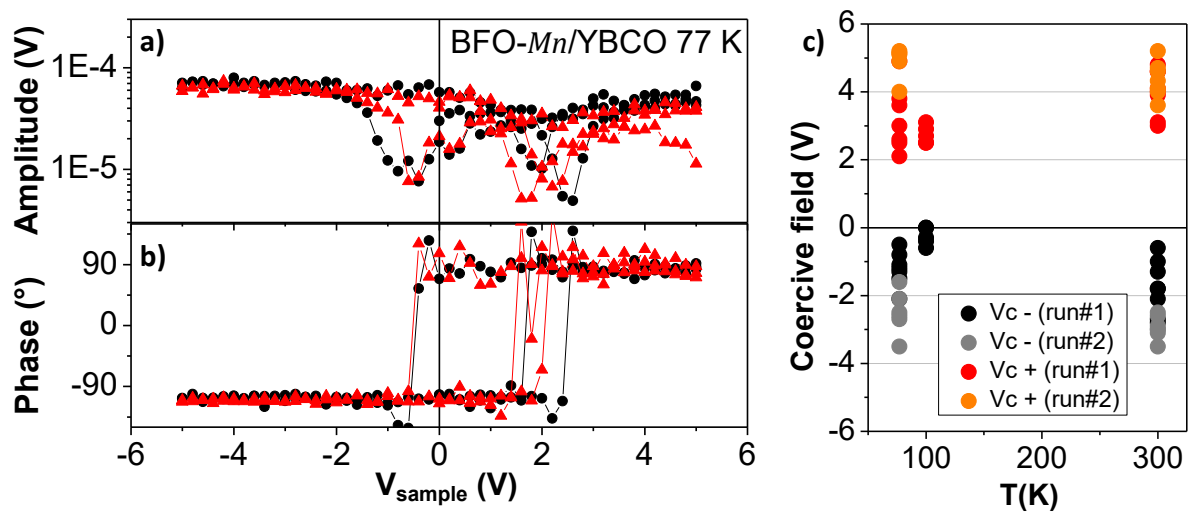 a)
BFO-Mn/YBCO 77 K
Amplitude (V)
1E-4
1E-5
b)
Phase (°)
90
0
-90
-6 -4 -2 0 2 4 6
V_sample (V)
c)
Coercive field (V)
6
4
2
0
-2
-4
-6
Vc - (run#1)
Vc - (run#2)
Vc + (run#1)
Vc + (run#2)
100 200 300
T(K)